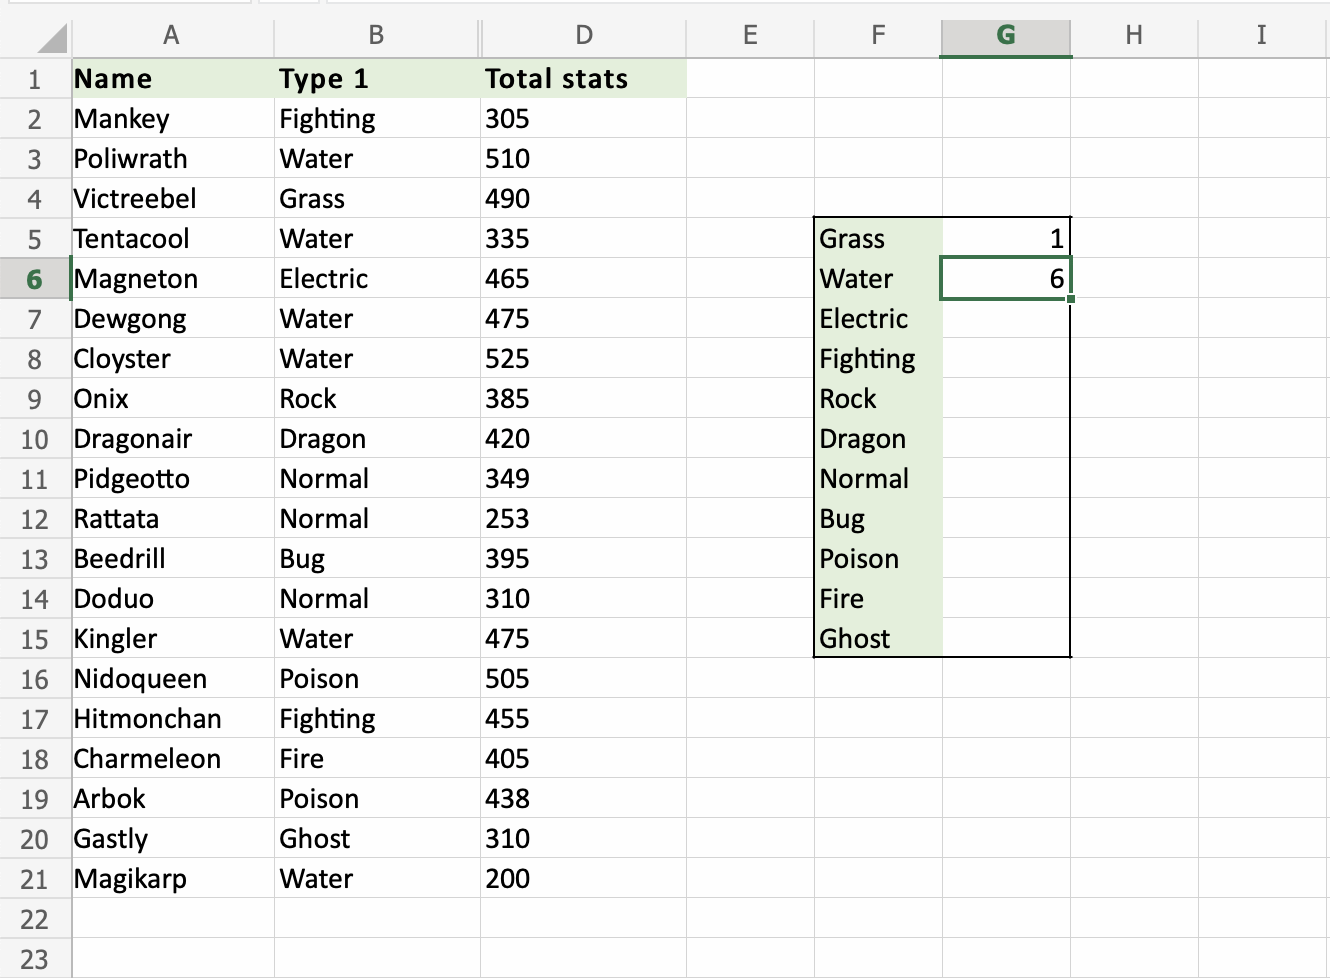 A B D E F G H I
1 Name Type 1 Total stats
2 Mankey Fighting 305
3 Poliwrath Water 510
4 Victreebel Grass 490
5 Tentacool Water 335 Grass 1
6 Magneton Electric 465 Water 6
7 Dewgong Water 475 Electric
8 Cloyster Water 525 Fighting
9 Onix Rock 385 Rock
10 Dragonair Dragon 420 Dragon
11 Pidgeotto Normal 349 Normal
12 Rattata Normal 253 Bug
13 Beedrill Bug 395 Poison
14 Doduo Normal 310 Fire
15 Kingler Water 475 Ghost
16 Nidoqueen Poison 505
17 Hitmonchan Fighting 455
18 Charmeleon Fire 405
19 Arbok Poison 438
20 Gastly Ghost 310
21 Magikarp Water 200
22
23